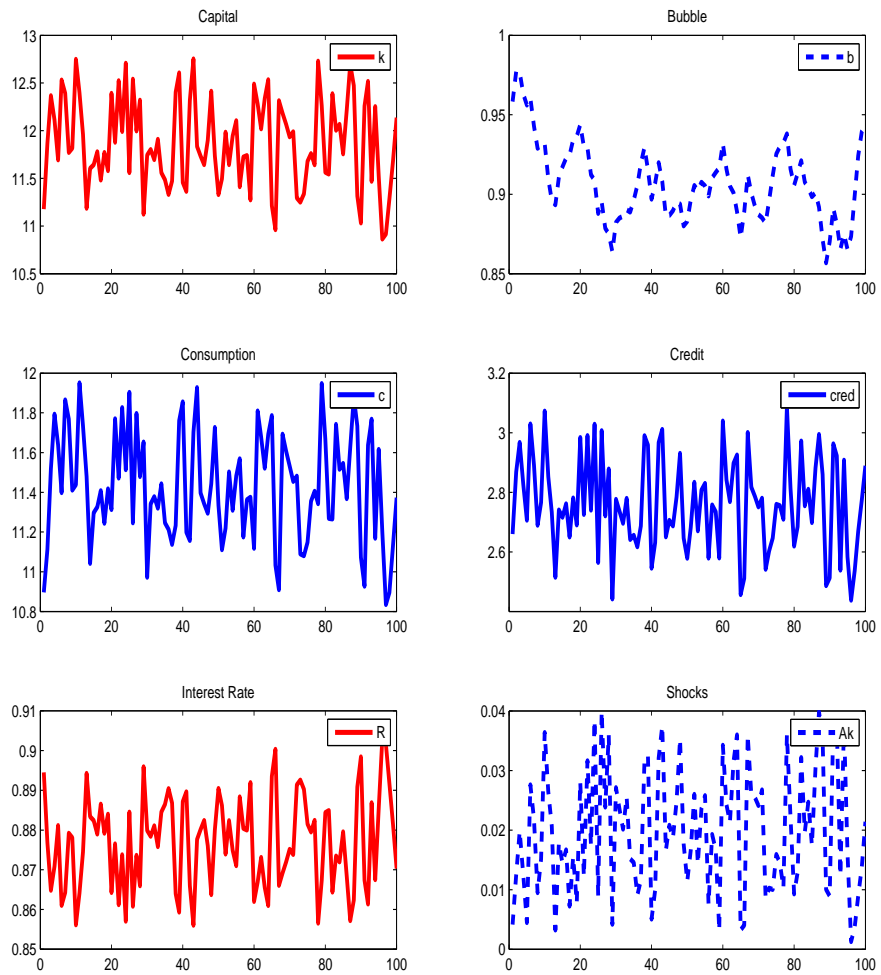 Capital
13
12.5
12
11.5
11
10.5
0 20 40 60 80 100
k
Bubble
1
0.95
0.9
0.85
0 20 40 60 80 100
b
Consumption
12
11.8
11.6
11.4
11.2
11
10.8
0 20 40 60 80 100
c
Credit
3.2
3
2.8
2.6
0 20 40 60 80 100
cred
Interest Rate
0.91
0.9
0.89
0.88
0.87
0.86
0.85
0 20 40 60 80 100
R
Shocks
0.04
0.03
0.02
0.01
0
0 20 40 60 80 100
Ak